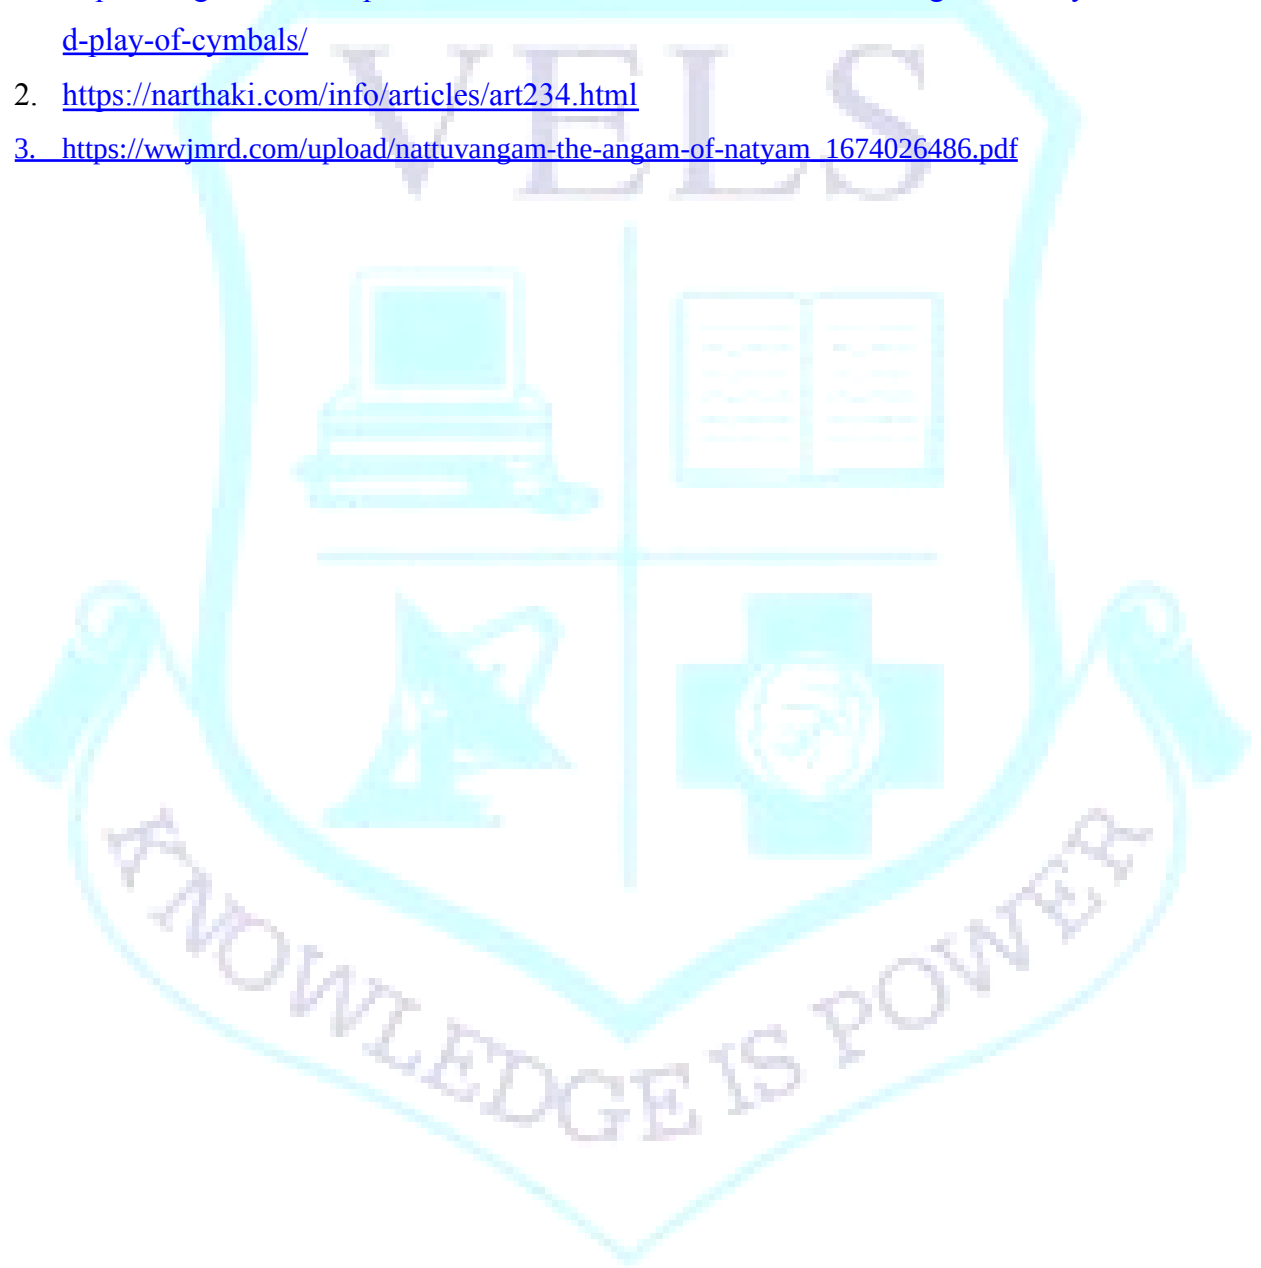 d-play-of-cymbals/
2. https://narthaki.com/info/articles/art234.html
3. https://wwjmrd.com/upload/nattuvangam-the-angam-of-natyam_1674026486.pdf
VELS
KNOWLEDGE IS POWER